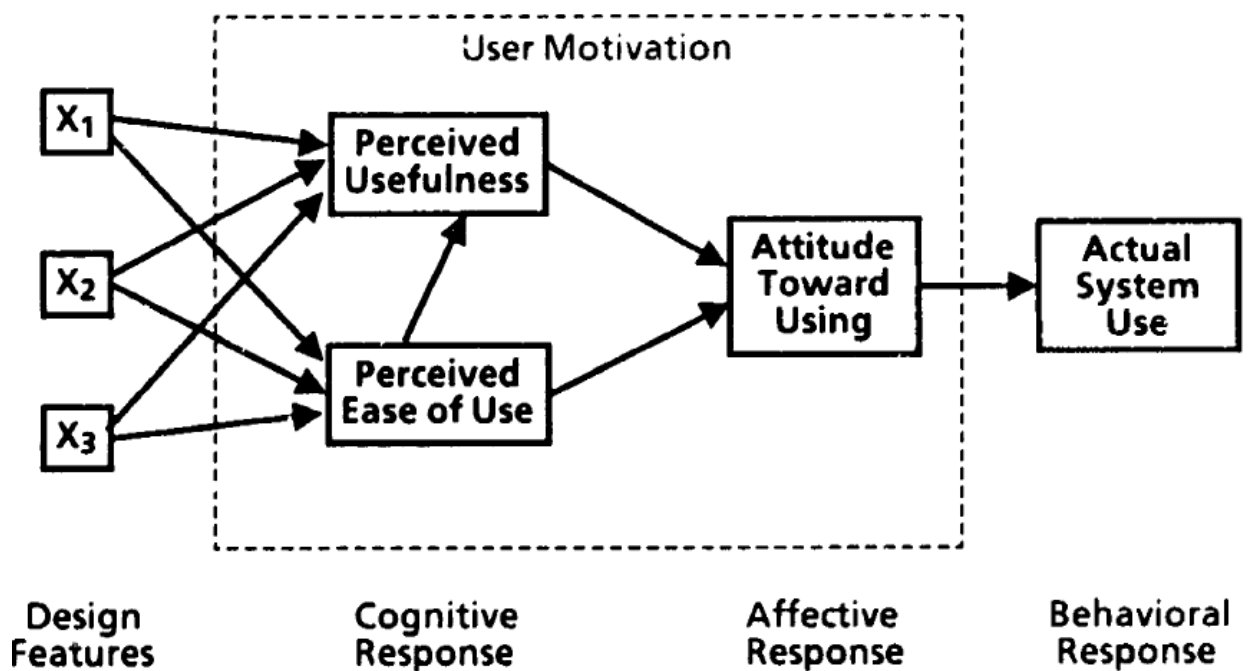 User Motivation
X1
Perceived
Usefulness
X2
Attitude
Toward
Using
Actual
System
Use
X3
Perceived
Ease of Use
Design
Features
Cognitive
Response
Affective
Response
Behavioral
Response